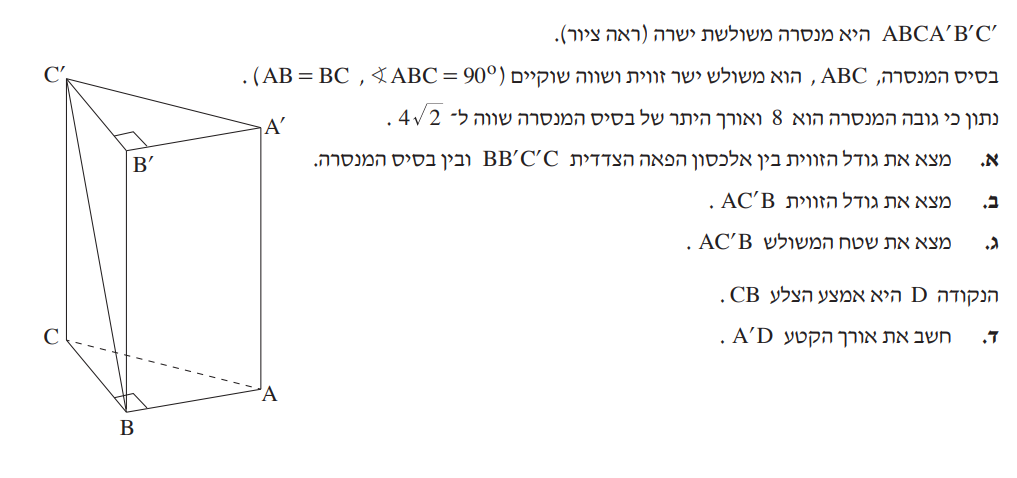 ABCA′B′C′ היא מנסרה משולשת ישרה (ראה ציור).
בסיס המנסרה, ABC , הוא משולש ישר זווית ושווה שוקיים (AB = BC , ∢ABC = 90°) .
נתון כי גובה המנסרה הוא 8 ואורך היתר של בסיס המנסרה שווה ל־ 4√2 .
א. מצא את גודל הזווית בין אלכסון הפאה הצדדית BB′C′C ובין בסיס המנסרה.
ב. מצא את גודל הזווית AC′B .
ג. מצא את שטח המשולש AC′B .
הנקודה D היא אמצע הצלע CB .
ד. חשב את אורך הקטע A′D .
C′
A′
B′
C
A
B